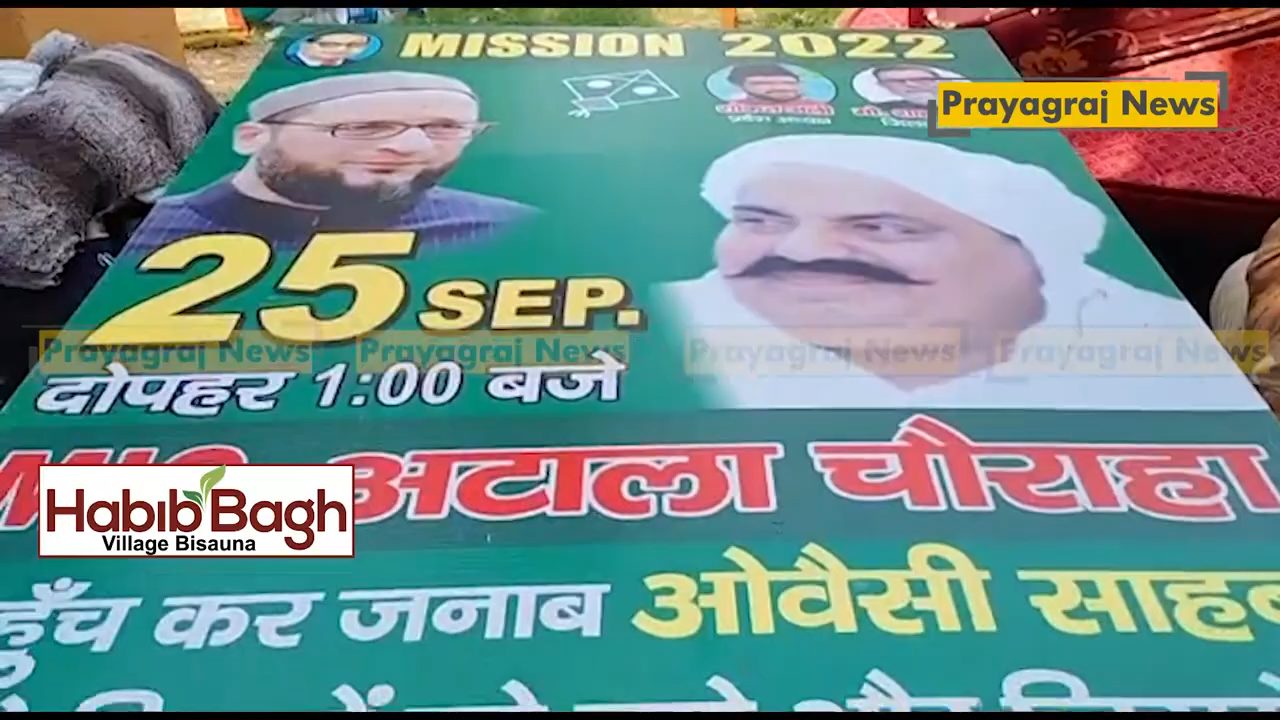 MISSION 2022
Prayagraj News
25 SEP.
Prayagraj News Prayagraj News Prayagraj News Prayagraj News
दोपहर 1:00 बजे
अटाला चौराहा
Habib Bagh
Village Bisauna
कर जनाब ओवैसी साहब